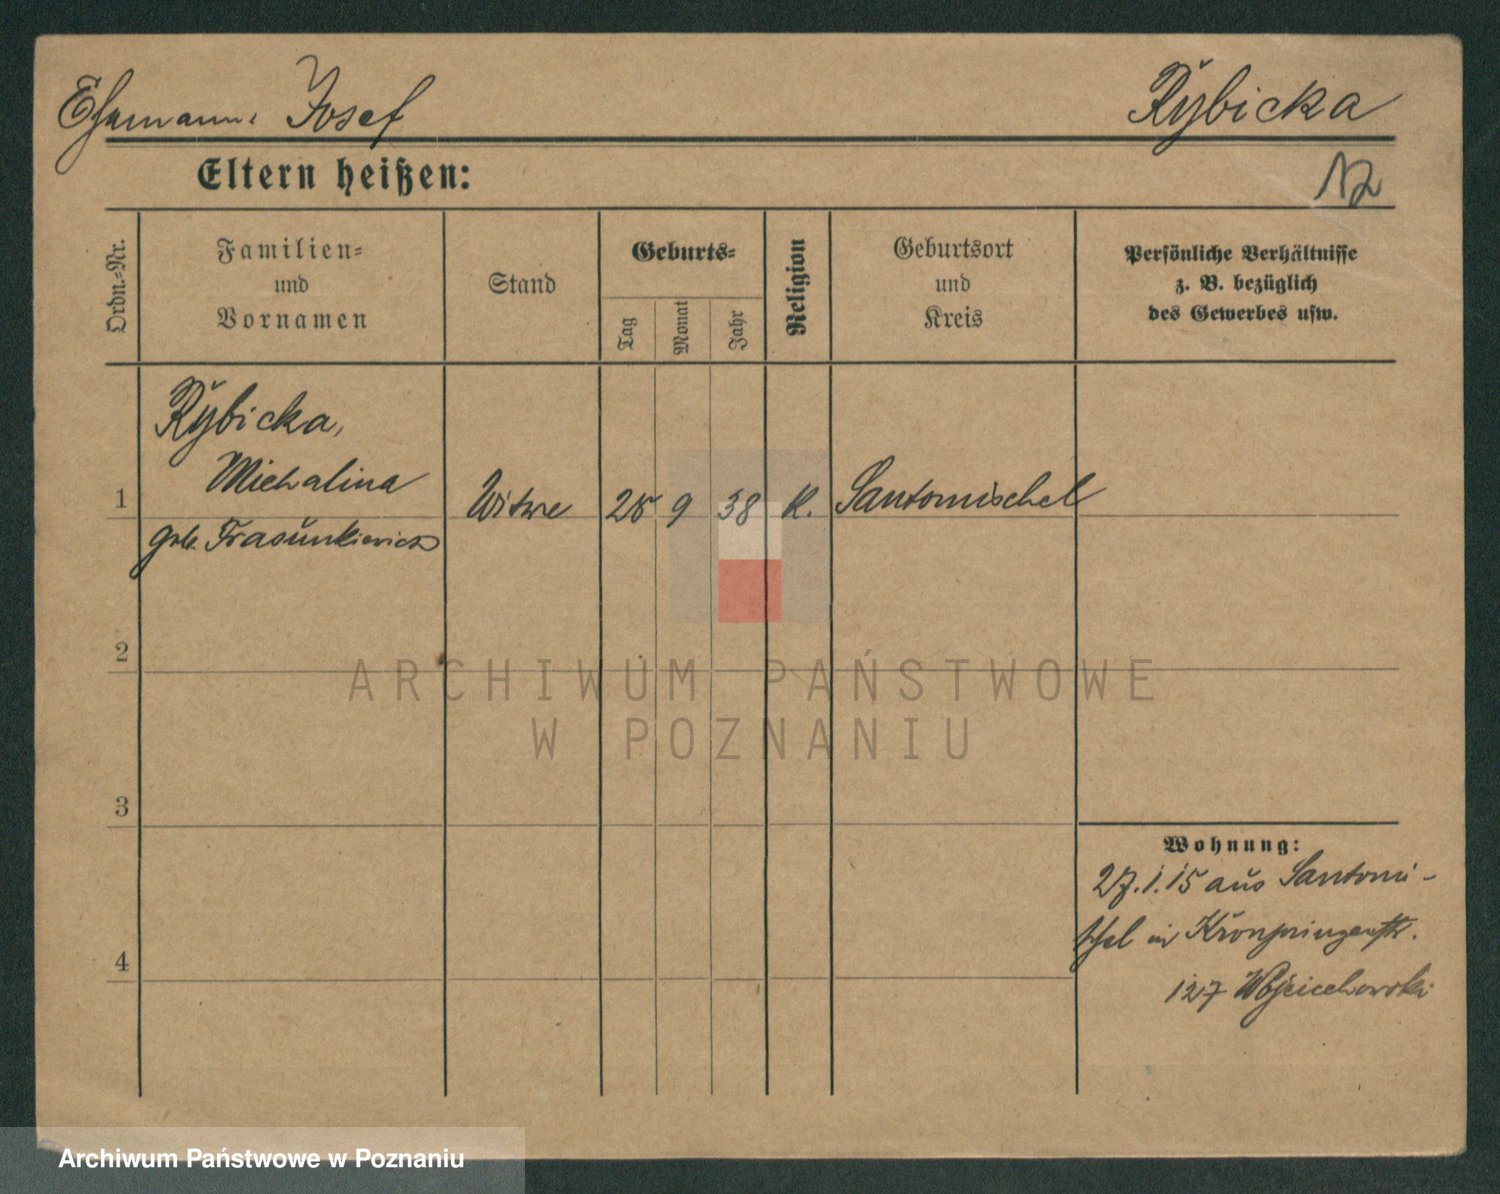 Ehemann: Josef
Rybicka
Eltern heißen:
12
Ordn.=Nr.
Familien=
und
Vornamen
Stand
Geburts=
Tag
Monat
Jahr
Religion
Geburtsort
und
Kreis
Persönliche Verhältnisse
z. B. bezüglich
des Gewerbes usw.
Rybicka,
Michalina
1 Witwe 9 38 K. Santomischel
geb. Frasunkiewicz
2
3
4
Wohnung:
27.1.15 aus Santomi-
schel in Kronprinzenstr.
127 Wojciechowski
ARCHIWUM PAŃSTWOWE
W POZNANIU
Archiwum Państwowe w Poznaniu